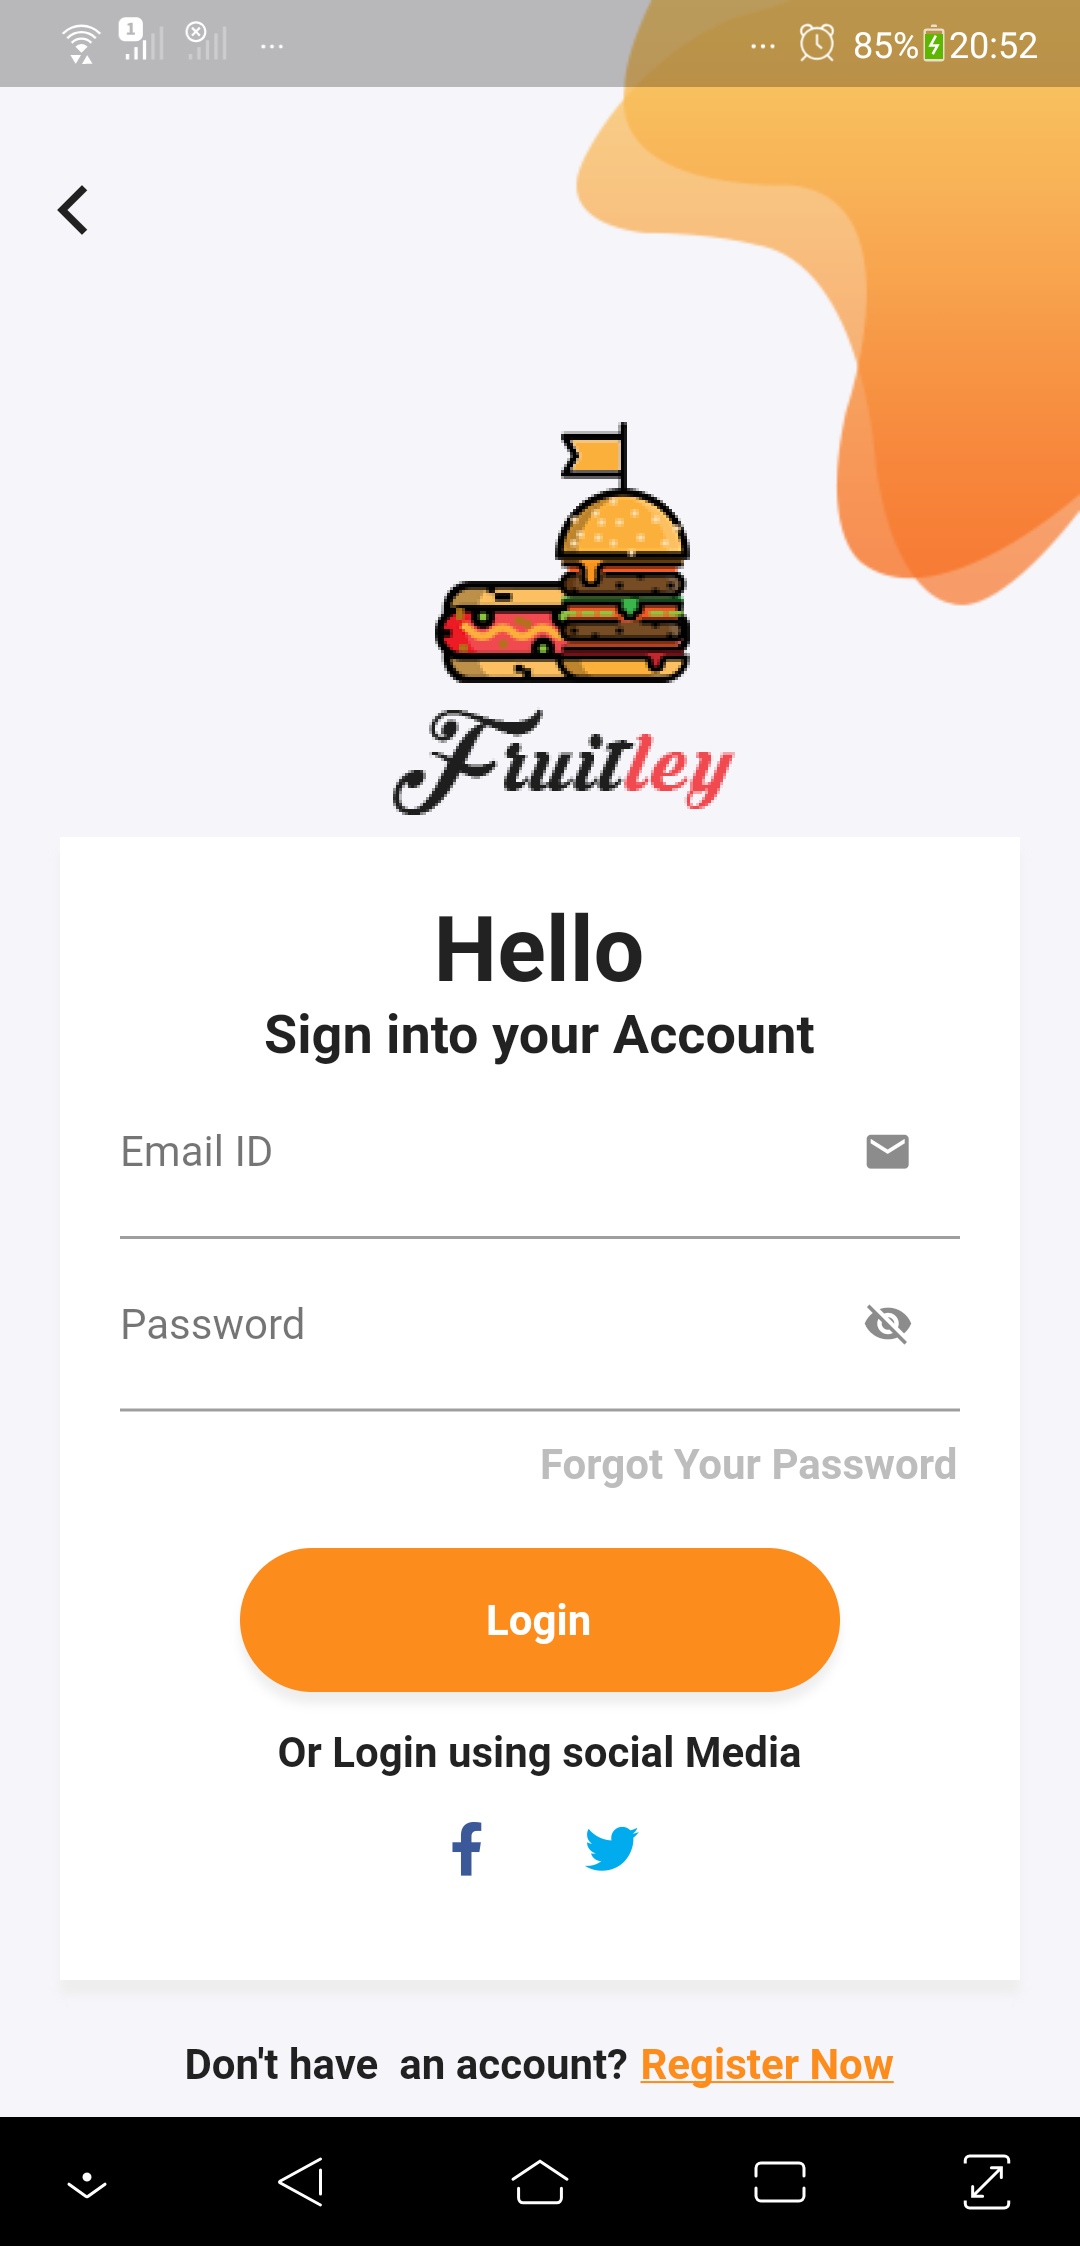 1 ... ... 85% 20:52
Fruitley
Hello
Sign into your Account
Email ID
Password
Forgot Your Password
Login
Or Login using social Media
Don't have  an account? Register Now